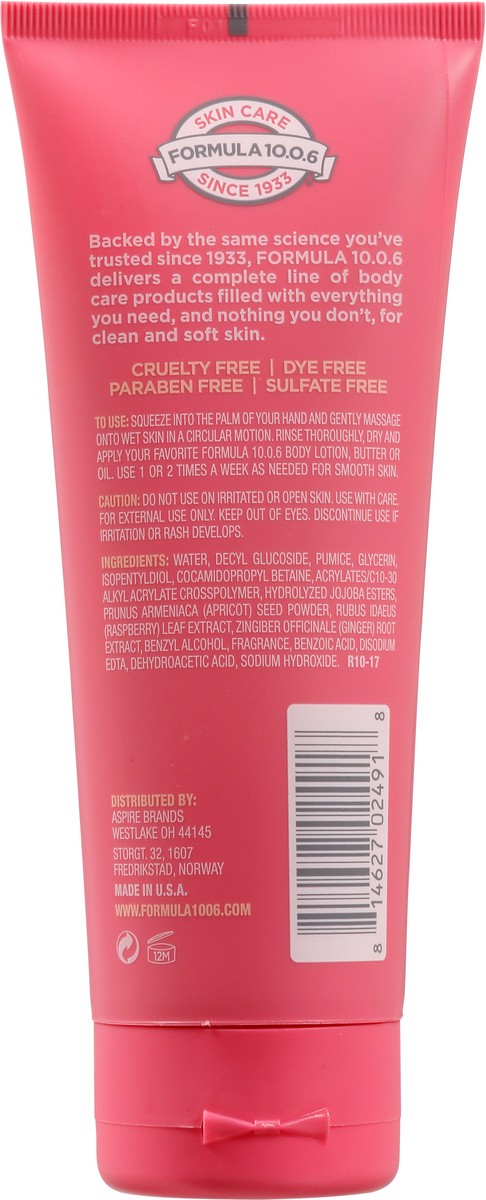 SKIN CARE
FORMULA 10.0.6
SINCE 1933
Backed by the same science you've
trusted since 1933, FORMULA 10.0.6
delivers a complete line of body
care products filled with everything
you need, and nothing you don't, for
clean and soft skin.
CRUELTY FREE | DYE FREE
PARABEN FREE | SULFATE FREE
TO USE: SQUEEZE INTO THE PALM OF YOUR HAND AND GENTLY MASSAGE
ONTO WET SKIN IN A CIRCULAR MOTION. RINSE THOROUGHLY, DRY AND
APPLY YOUR FAVORITE FORMULA 10.0.6 BODY LOTION, BUTTER OR
OIL. USE 1 OR 2 TIMES A WEEK AS NEEDED FOR SMOOTH SKIN.
CAUTION: DO NOT USE ON IRRITATED OR OPEN SKIN. USE WITH CARE.
FOR EXTERNAL USE ONLY. KEEP OUT OF EYES. DISCONTINUE USE IF
IRRITATION OR RASH DEVELOPS.
INGREDIENTS: WATER, DECYL GLUCOSIDE, PUMICE, GLYCERIN,
ISOPENTYLDIOL, COCAMIDOPROPYL BETAINE, ACRYLATES/C10-30
ALKYL ACRYLATE CROSSPOLYMER, HYDROLYZED JOJOBA ESTERS,
PRUNUS ARMENIACA (APRICOT) SEED POWDER, RUBUS IDAEUS
(RASPBERRY) LEAF EXTRACT, ZINGIBER OFFICINALE (GINGER) ROOT
EXTRACT, BENZYL ALCOHOL, FRAGRANCE, BENZOIC ACID, DISODIUM
EDTA, DEHYDROACETIC ACID, SODIUM HYDROXIDE. R10-17
DISTRIBUTED BY:
ASPIRE BRANDS
WESTLAKE OH 44145
STORGT. 32, 1607
FREDRIKSTAD, NORWAY
MADE IN U.S.A.
WWW.FORMULA1006.COM
12M
8 14627 02491 8